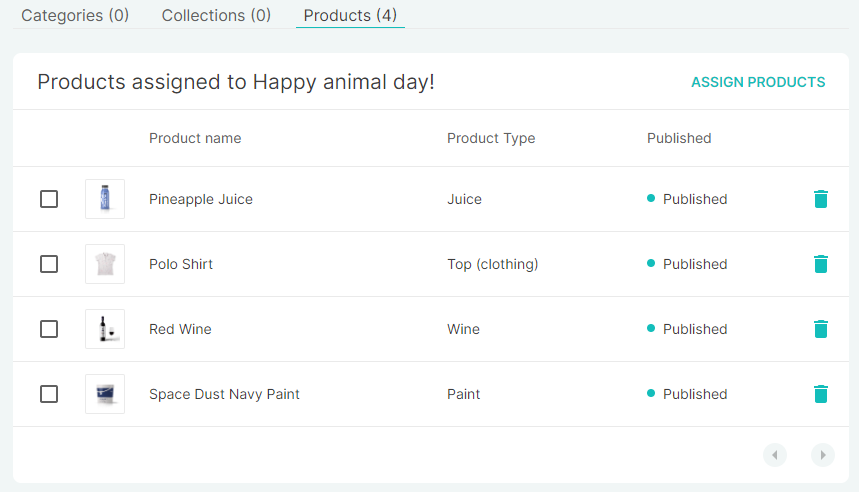 Categories (0) Collections (0) Products (4)
Products assigned to Happy animal day! ASSIGN PRODUCTS
Product name Product Type Published
Pineapple Juice Juice Published
Polo Shirt Top (clothing) Published
Red Wine Wine Published
Space Dust Navy Paint Paint Published